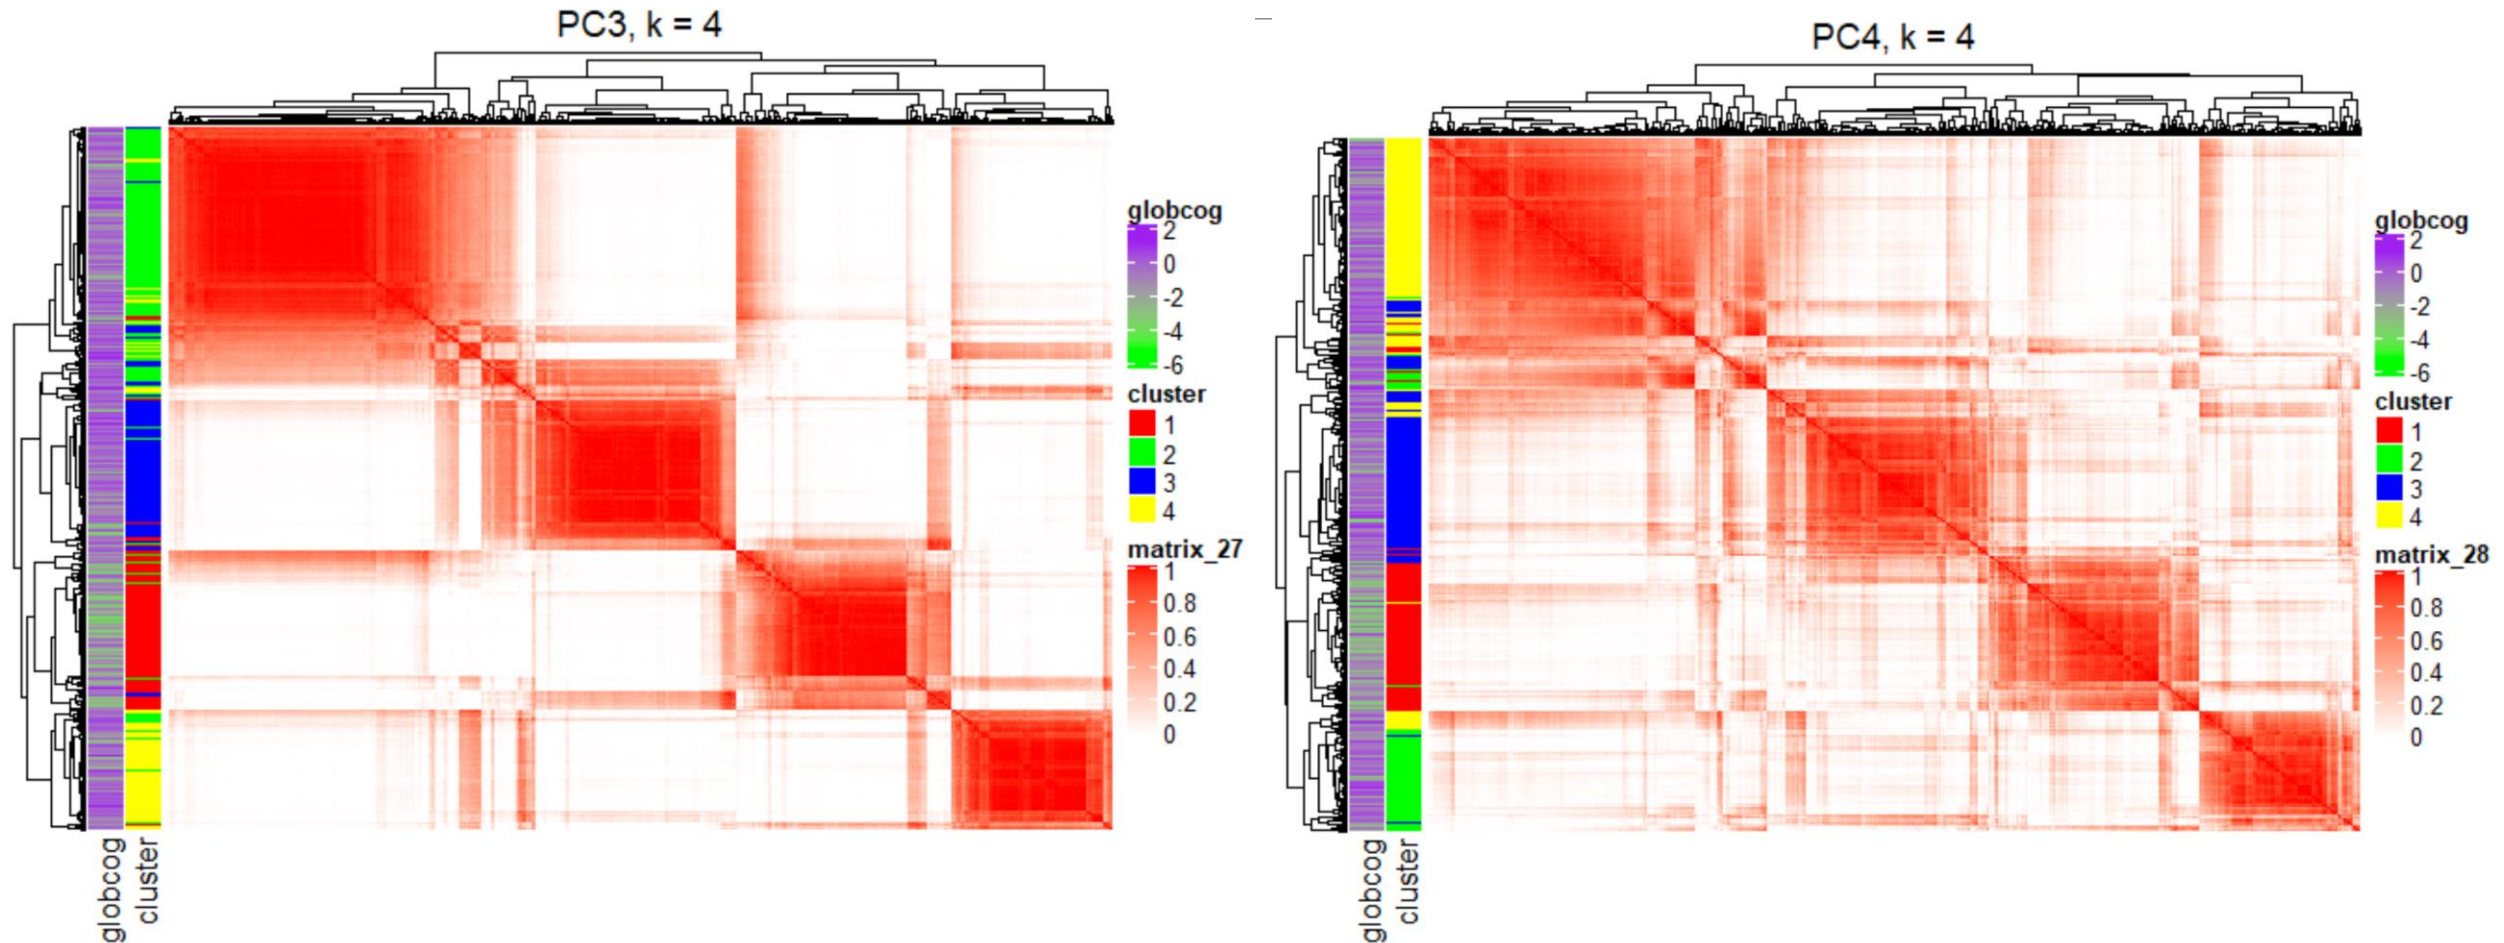 PC3, k = 4
globcog
2
0
-2
-4
-6
cluster
1
2
3
4
matrix_27
1
0.8
0.6
0.4
0.2
0
globcog
cluster
PC4, k = 4
globcog
2
0
-2
-4
-6
cluster
1
2
3
4
matrix_28
1
0.8
0.6
0.4
0.2
0
globcog
cluster